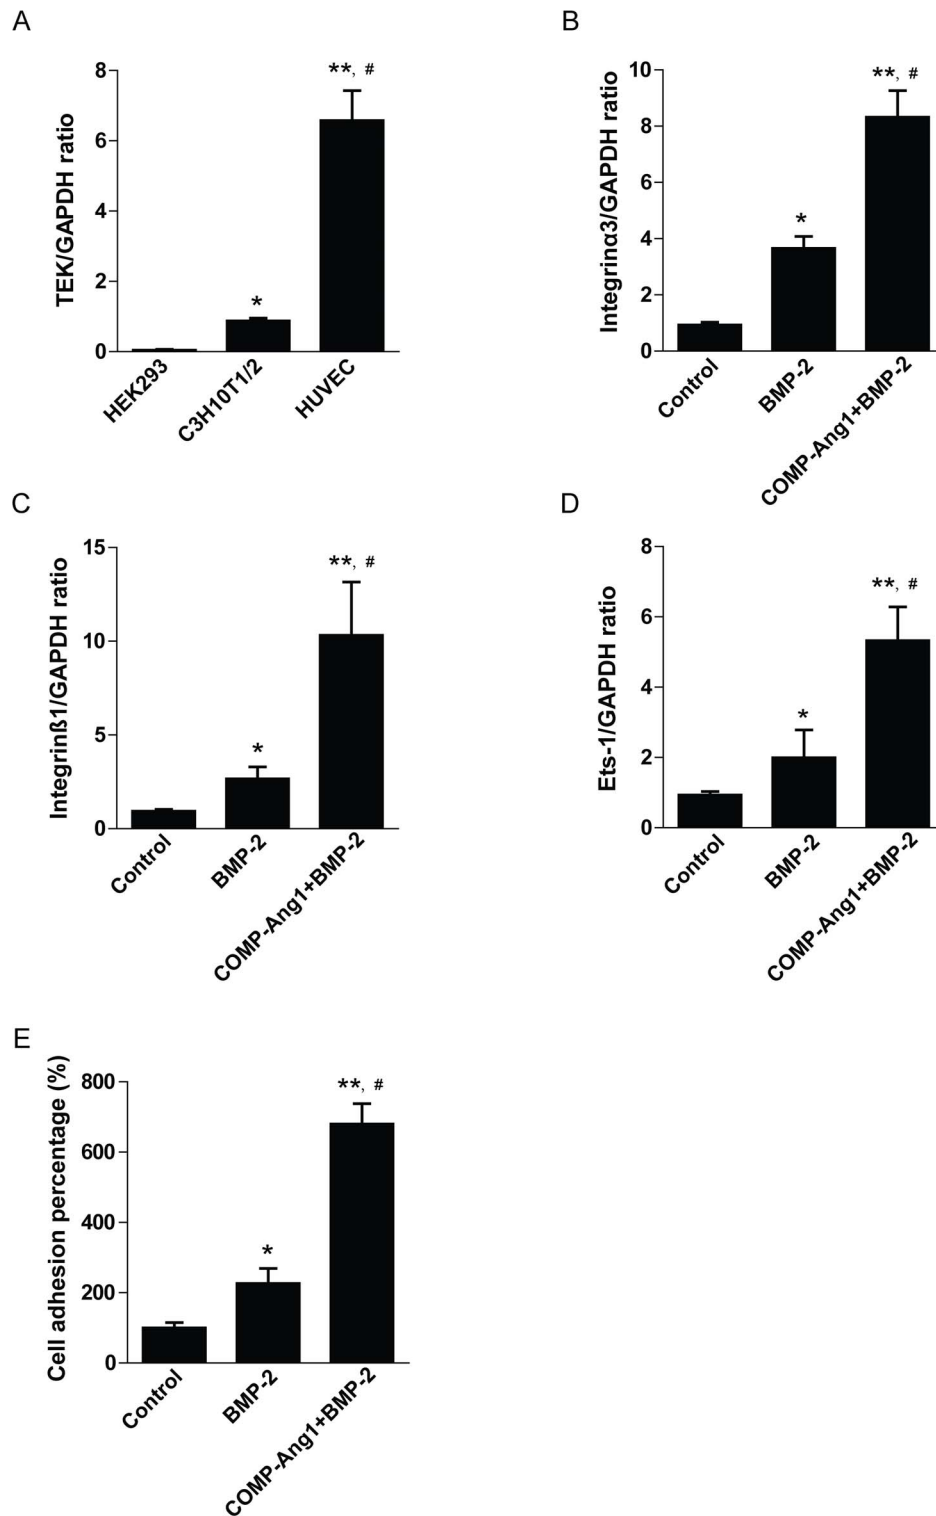 A
TEK/GAPDH ratio
8
6
4
2
0
*
**, #
HEK293
C3H10T1/2
HUVEC
B
Integrinα3/GAPDH ratio
10
8
6
4
2
0
*
**, #
Control
BMP-2
COMP-Ang1+BMP-2
C
Integrinß1/GAPDH ratio
15
10
5
0
*
**, #
Control
BMP-2
COMP-Ang1+BMP-2
D
Ets-1/GAPDH ratio
8
6
4
2
0
*
**, #
Control
BMP-2
COMP-Ang1+BMP-2
E
Cell adhesion percentage (%)
800
600
400
200
0
*
**, #
Control
BMP-2
COMP-Ang1+BMP-2